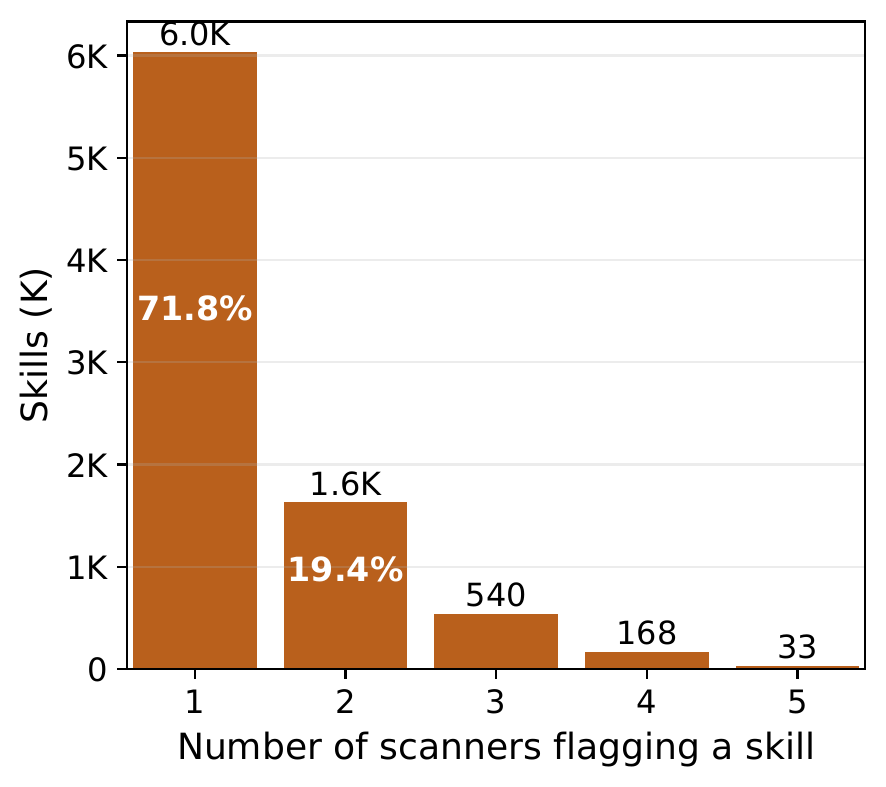 6.0K
6K
5K
4K
71.8%
3K
Skills (K)
2K
1.6K
1K
19.4%
540
168
33
0
1 2 3 4 5
Number of scanners flagging a skill